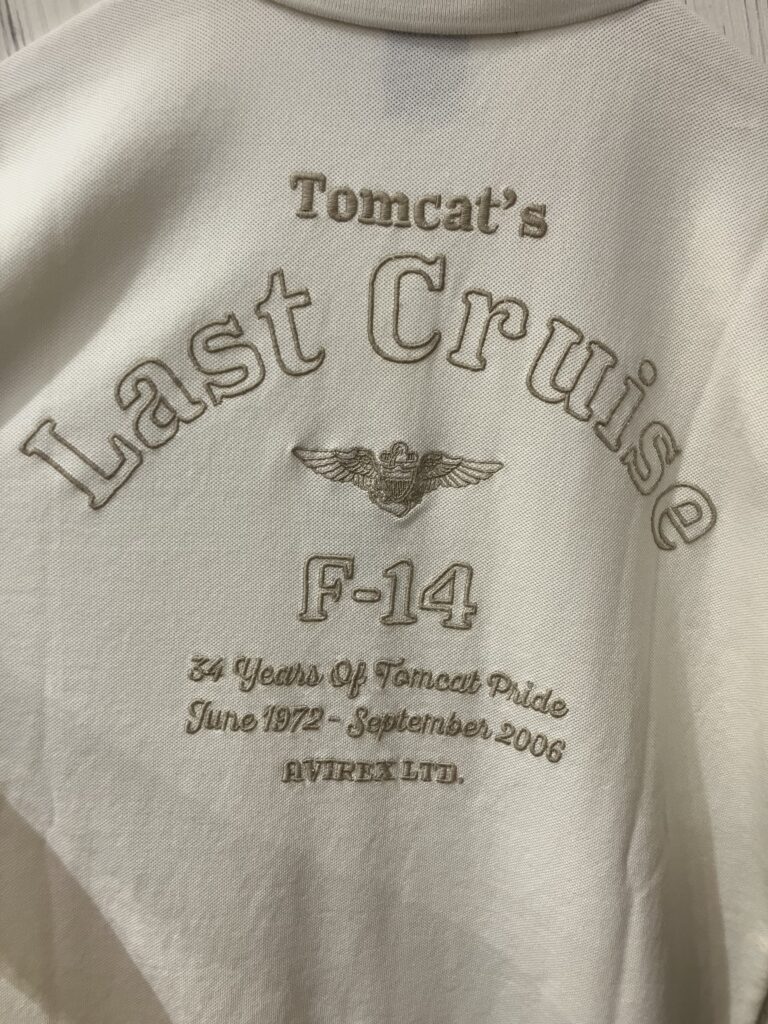 Tomcat's
Last Cruise
F-14
34 Years Of Tomcat Pride
June 1972 - September 2006
AVIREX LTD.